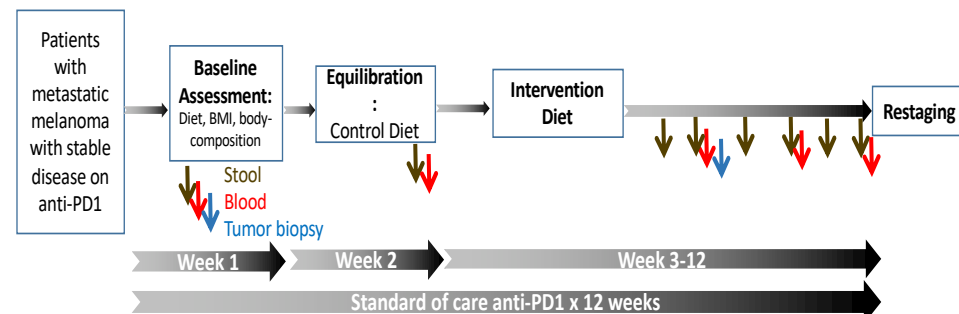 Patients
with
metastatic
melanoma
with stable
disease on
anti-PD1
Baseline
Assessment:
Diet, BMI, body-
composition
Equilibration
:
Control Diet
Intervention
Diet
Restaging
Stool
Blood
Tumor biopsy
Week 1
Week 2
Week 3-12
Standard of care anti-PD1 x 12 weeks